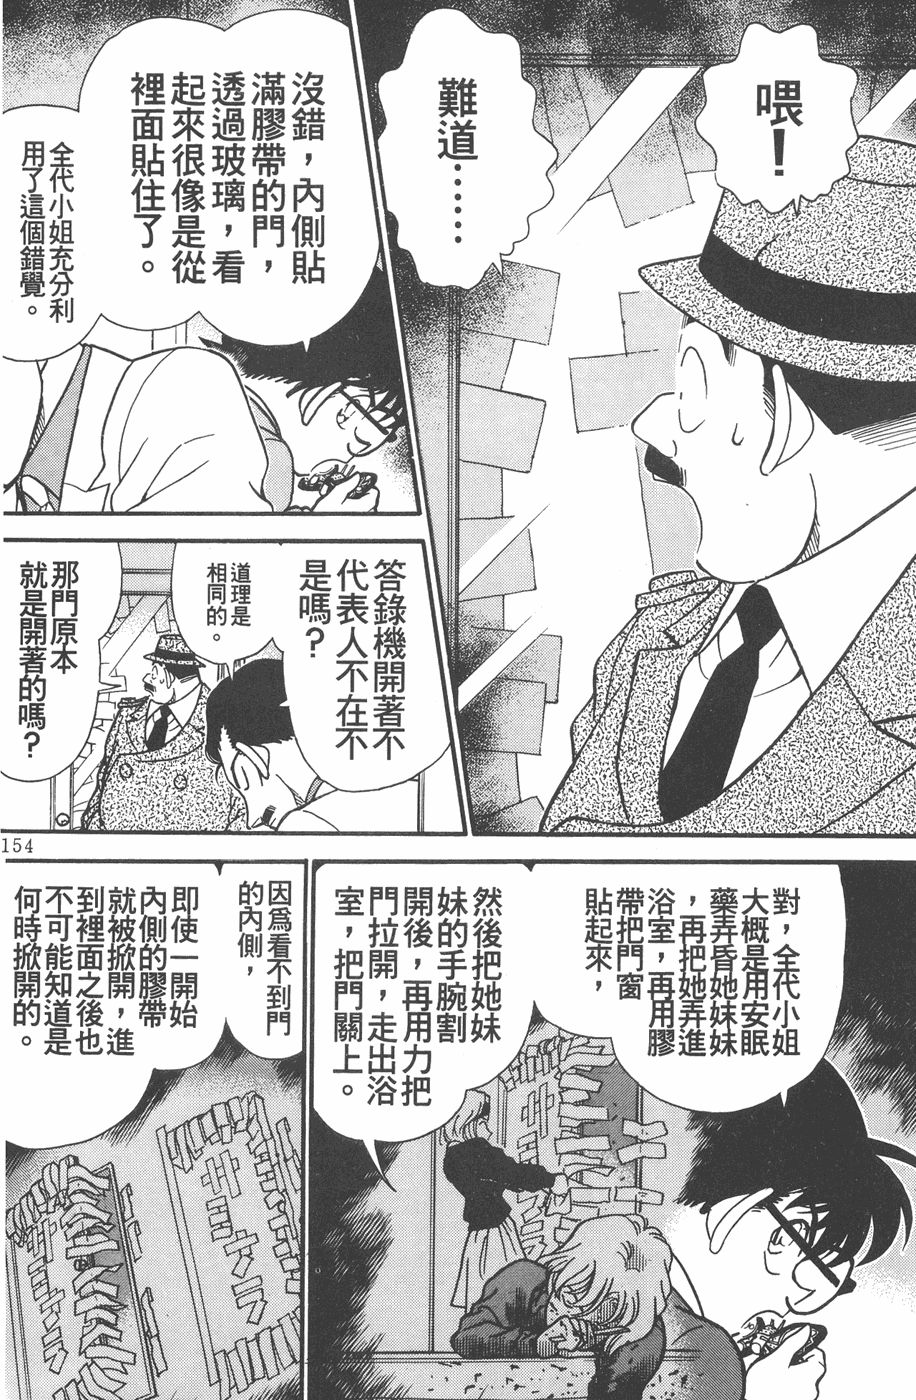 喂！
難道……
沒錯，內側貼
滿膠帶的門，
透過玻璃，看
起來很像是從
裡面貼住了。
全代小姐充分利
用了這個錯覺。
答錄機開著不
代表人不在不
是嗎？
道理是
相同的。
那門原本
就是開著的嗎？
154
對，全代小姐
大概是用安眠
藥弄昏她妹妹
，再把她弄進
浴室，再用膠
帶把門窗
貼起來，
然後把她妹
妹的手腕割
開後，再用力把
門拉開，走出浴
室，把門關上。
因為看不到門
的內側，
即使一開始
內側的膠帶
就被掀開，進
到裡面之後也
不可能知道是
何時掀開的。
サヨナラ
サヨナラ